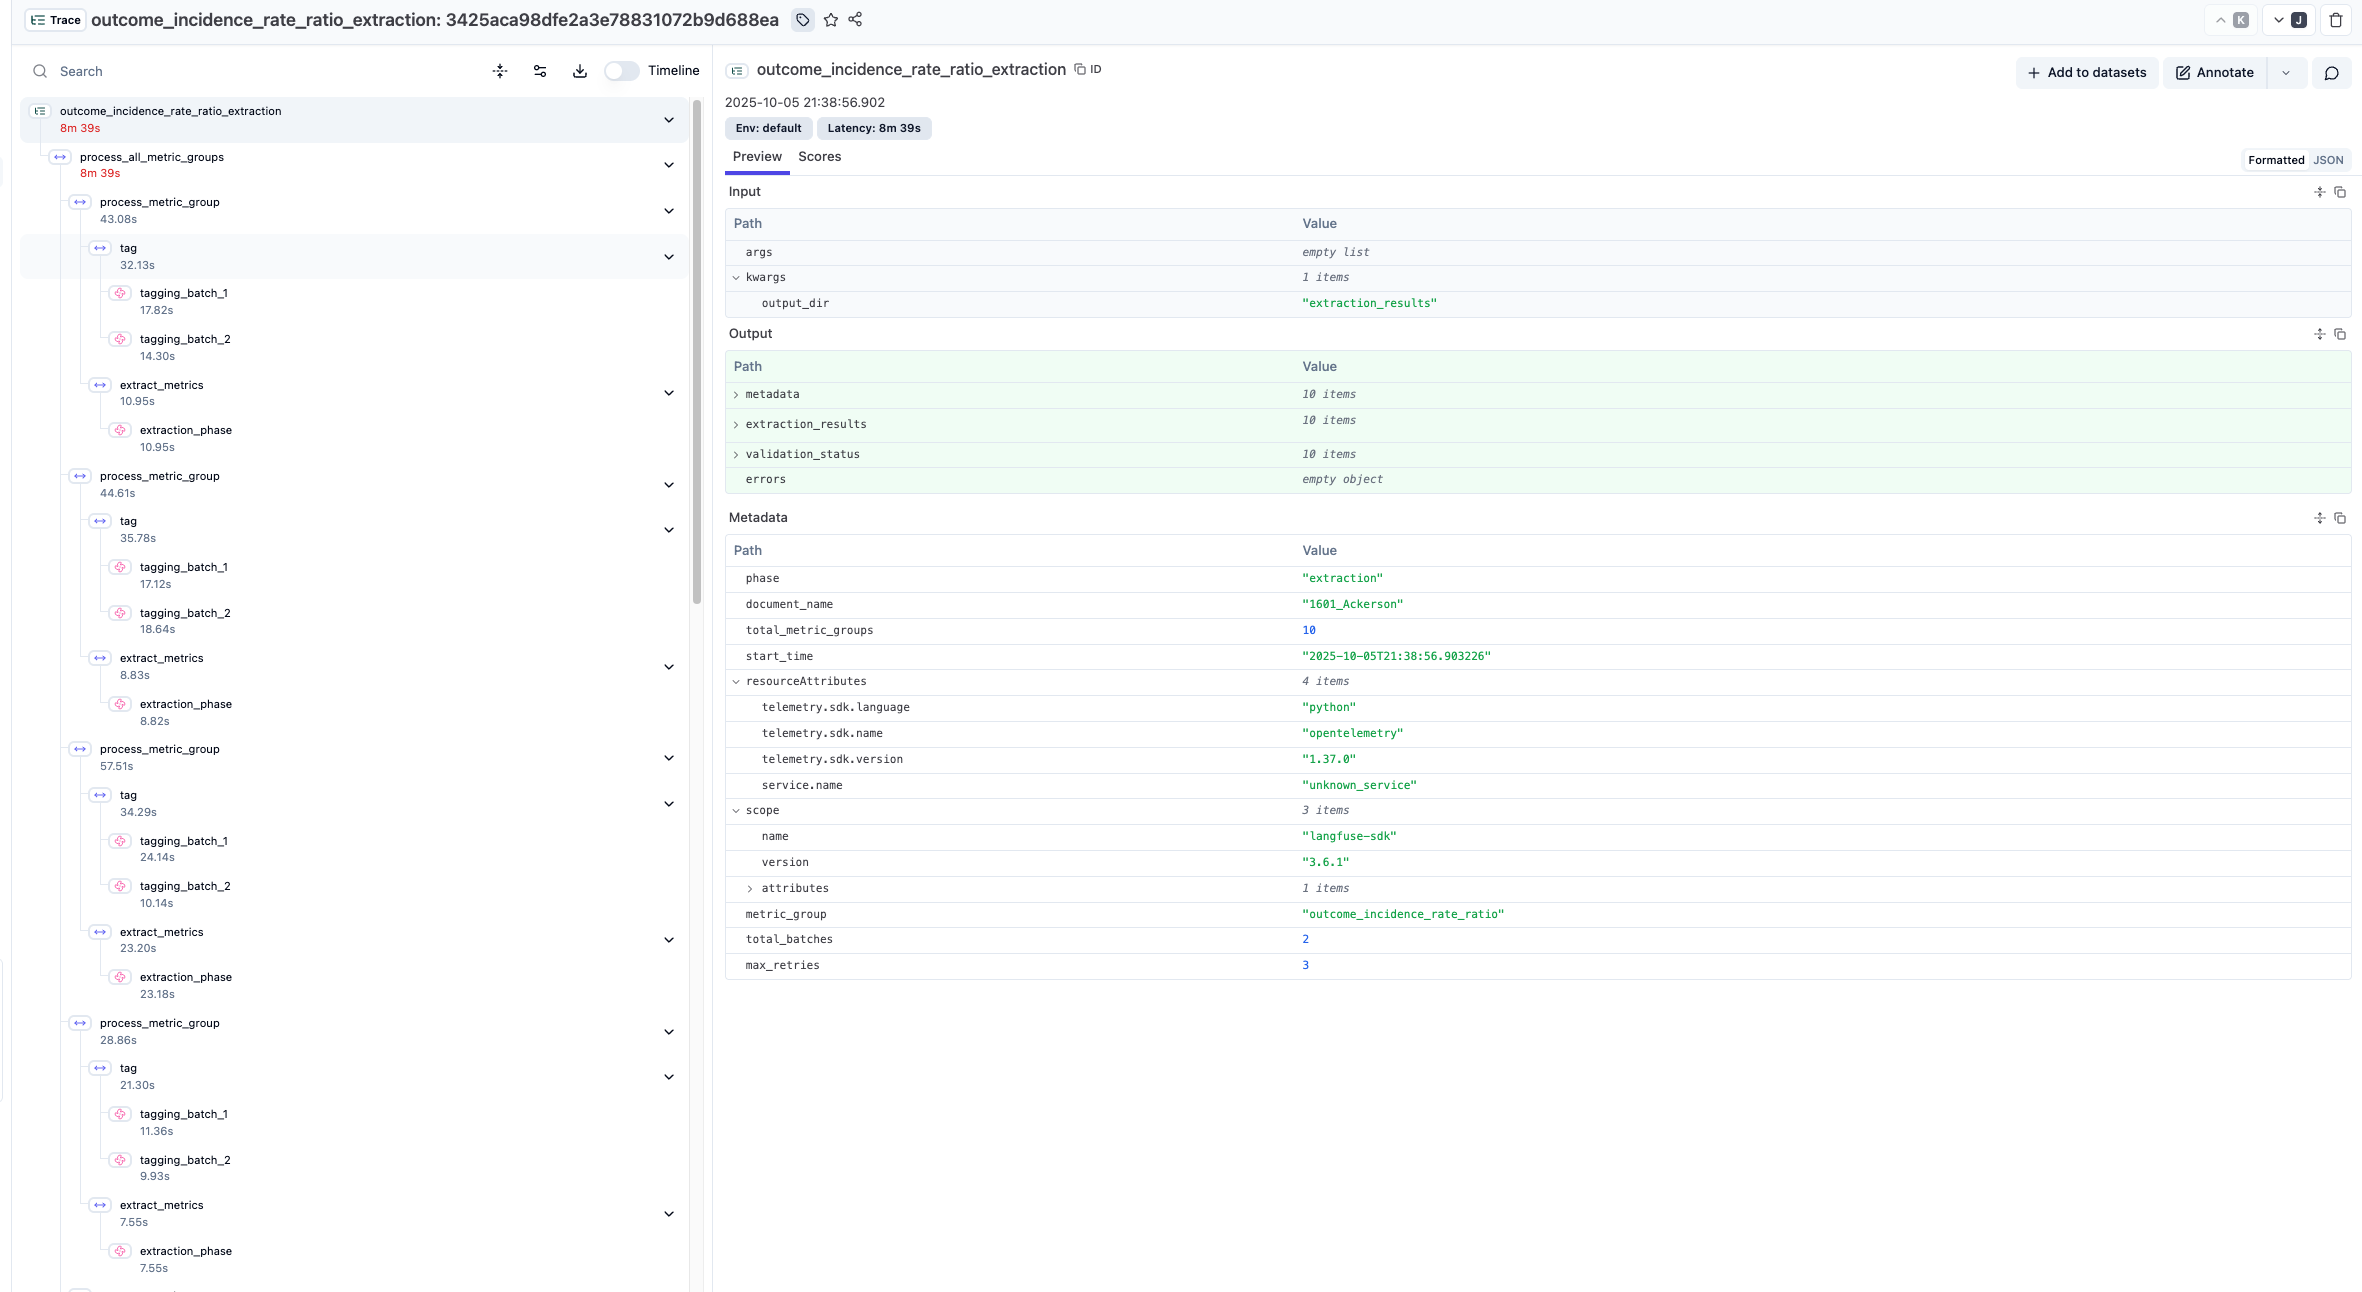 Trace outcome_incidence_rate_ratio_extraction: 3425aca98dfe2a3e78831072b9d688ea
K
J
Search
Timeline
outcome_incidence_rate_ratio_extraction
8m 39s
process_all_metric_groups
8m 39s
process_metric_group
43.08s
tag
32.13s
tagging_batch_1
17.82s
tagging_batch_2
14.30s
extract_metrics
10.95s
extraction_phase
10.95s
process_metric_group
44.61s
tag
35.78s
tagging_batch_1
17.12s
tagging_batch_2
18.64s
extract_metrics
8.83s
extraction_phase
8.82s
process_metric_group
57.51s
tag
34.29s
tagging_batch_1
24.14s
tagging_batch_2
10.14s
extract_metrics
23.20s
extraction_phase
23.18s
process_metric_group
28.86s
tag
21.30s
tagging_batch_1
11.36s
tagging_batch_2
9.93s
extract_metrics
7.55s
extraction_phase
7.55s
outcome_incidence_rate_ratio_extraction ID
Add to datasets
Annotate
2025-10-05 21:38:56.902
Env: default Latency: 8m 39s
Preview Scores
Formatted JSON
Input
Path Value
args empty list
kwargs 1 items
output_dir "extraction_results"
Output
Path Value
metadata 10 items
extraction_results 10 items
validation_status 10 items
errors empty object
Metadata
Path Value
phase "extraction"
document_name "1601_Ackerson"
total_metric_groups 10
start_time "2025-10-05T21:38:56.903226"
resourceAttributes 4 items
telemetry.sdk.language "python"
telemetry.sdk.name "opentelemetry"
telemetry.sdk.version "1.37.0"
service.name "unknown_service"
scope 3 items
name "langfuse-sdk"
version "3.6.1"
attributes 1 items
metric_group "outcome_incidence_rate_ratio"
total_batches 2
max_retries 3